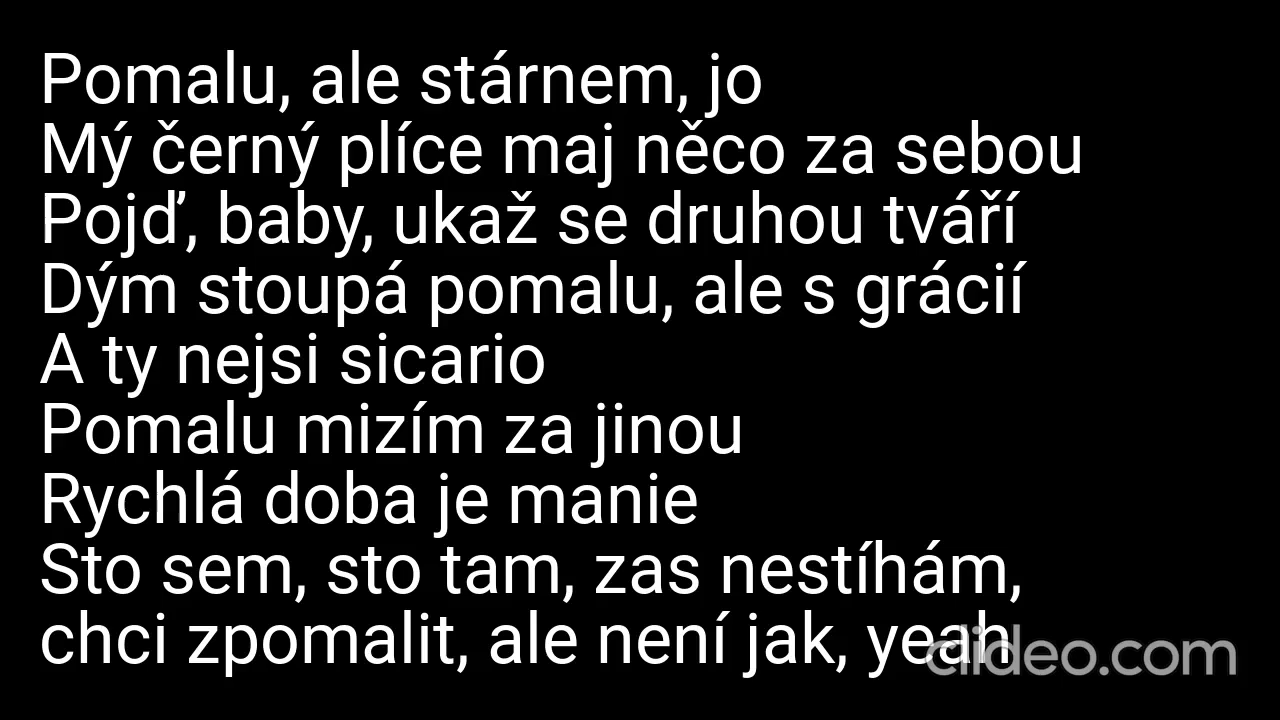 Pomalu, ale stárnem, jo
Mý černý plíce maj něco za sebou
Pojď, baby, ukaž se druhou tváří
Dým stoupá pomalu, ale s grácií
A ty nejsi sicario
Pomalu mizím za jinou
Rychlá doba je manie
Sto sem, sto tam, zas nestíhám,
chci zpomalit, ale není jak, yeah
clideo.com